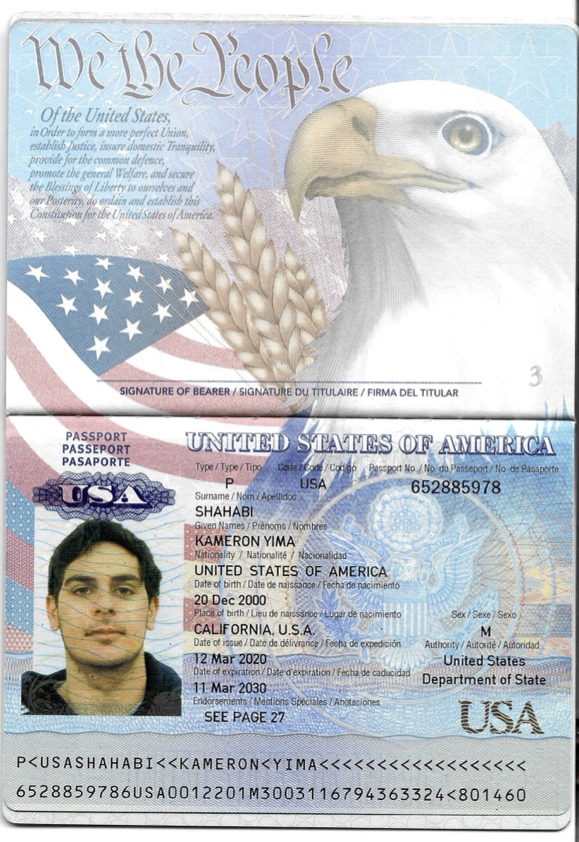 We the People
Of the United States,
in Order to form a more perfect Union,
establish Justice, insure domestic Tranquility,
provide for the common defence,
promote the general Welfare, and secure
the Blessings of Liberty to ourselves and
our Posterity, do ordain and establish this
Constitution for the United States of America.
3
SIGNATURE OF BEARER / SIGNATURE DU TITULAIRE / FIRMA DEL TITULAR
PASSPORT
PASSEPORT
PASAPORTE
USA
UNITED STATES OF AMERICA
Type / Type / Tipo Code / Code / Codigo Passport No. / No. du Passeport / No. de Pasaporte
P USA 652885978
Surname / Nom / Apellidos
SHAHABI
Given Names / Prénoms / Nombres
KAMERON YIMA
Nationality / Nationalité / Nacionalidad
UNITED STATES OF AMERICA
Date of birth / Date de naissance / Fecha de nacimiento
20 Dec 2000
Place of birth / Lieu de naissance / Lugar de nacimiento Sex / Sexe / Sexo
CALIFORNIA, U.S.A. M
Date of issue / Date de délivrance / Fecha de expedición Authority / Autorité / Autoridad
12 Mar 2020 United States
Date of expiration / Date d'expiration / Fecha de caducidad Department of State
11 Mar 2030
Endorsements / Mentions Spéciales / Anotaciones
SEE PAGE 27
USA
P<USASHAHABI<<KAMERON<YIMA<<<<<<<<<<<<<<<<<<
6528859786USA0012201M3003116794363324<801460